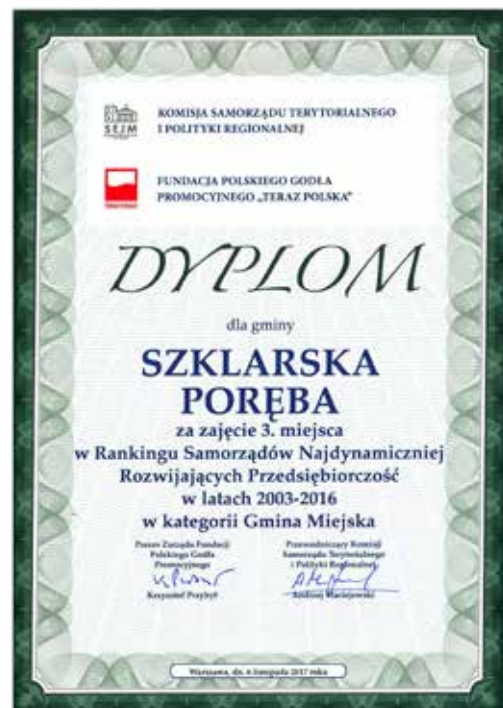 SEJM
KOMISJA SAMORZĄDU TERYTORIALNEGO
I POLITYKI REGIONALNEJ
FUNDACJA POLSKIEGO GODŁA
PROMOCYJNEGO „TERAZ POLSKA”
DYPLOM
dla gminy
SZKLARSKA
PORĘBA
za zajęcie 3. miejsca
w Rankingu Samorządów Najdynamiczniej
Rozwijających Przedsiębiorczość
w latach 2003-2016
w kategorii Gmina Miejska
Prezes Zarządu Fundacji
Polskiego Godła
Promocyjnego
Krzysztof Przybył
Przewodniczący Komisji
Samorządu Terytorialnego
i Polityki Regionalnej
Andrzej Maciejewski
Warszawa, dn. 6 listopada 2017 roku